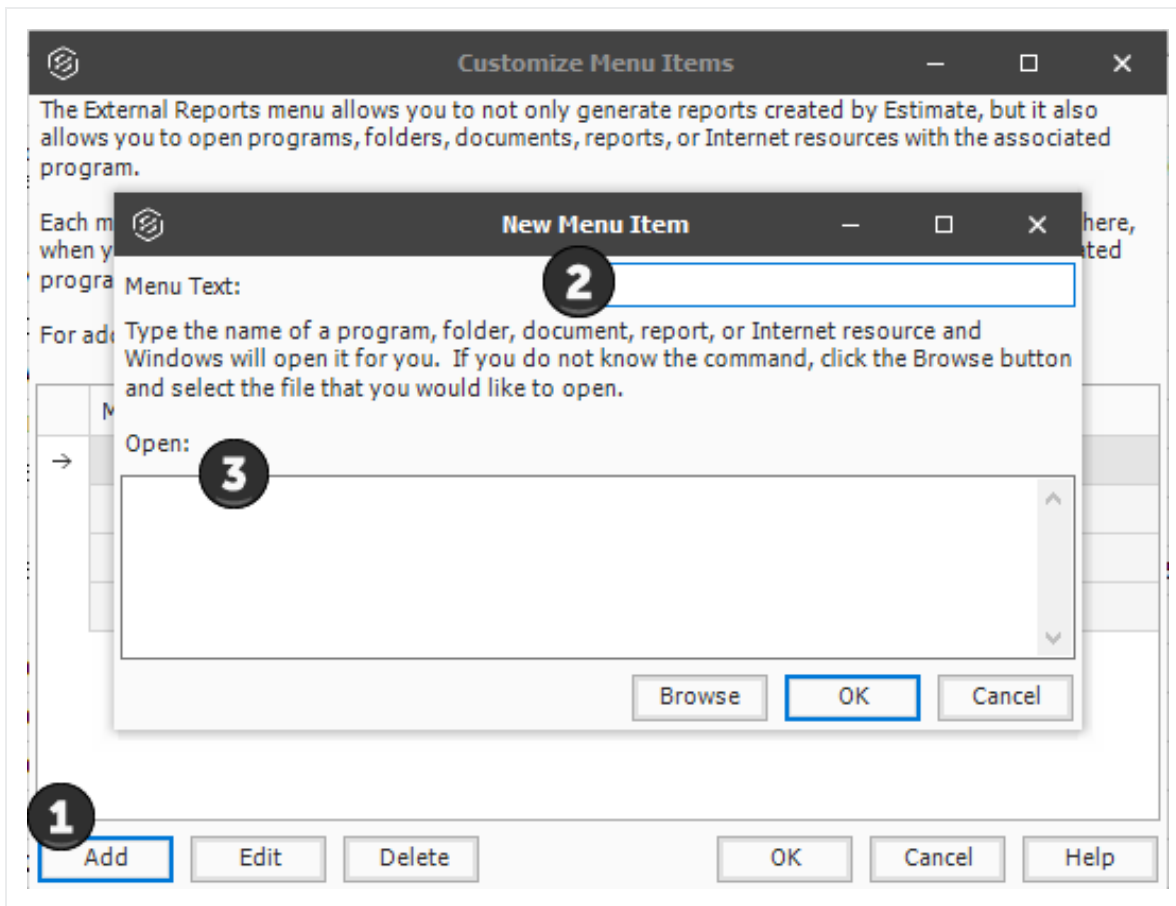 Customize Menu Items
The External Reports menu allows you to not only generate reports created by Estimate, but it also
allows you to open programs, folders, documents, reports, or Internet resources with the associated
program.
Each m
here,
when y
ated
progra
For add
M
New Menu Item
Menu Text:
2
Type the name of a program, folder, document, report, or Internet resource and
Windows will open it for you.  If you do not know the command, click the Browse button
and select the file that you would like to open.
Open:
3
Browse OK Cancel
1
Add Edit Delete OK Cancel Help